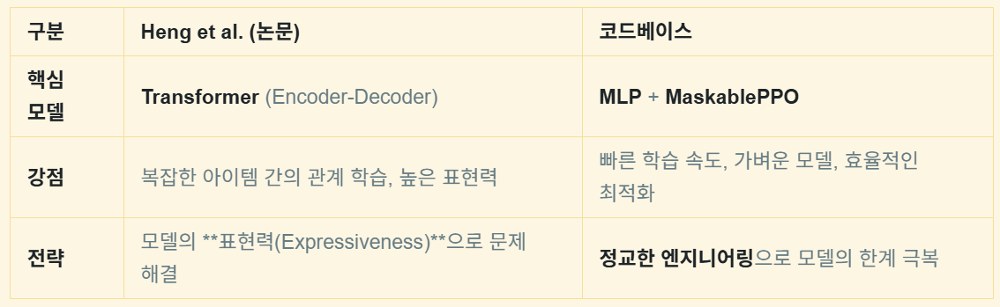 구분
Heng et al. (논문)
코드베이스
핵심
모델
Transformer (Encoder-Decoder)
MLP + MaskablePPO
강점
복잡한 아이템 간의 관계 학습, 높은 표현력
빠른 학습 속도, 가벼운 모델, 효율적인
최적화
전략
모델의 **표현력(Expressiveness)**으로 문제
해결
정교한 엔지니어링으로 모델의 한계 극복